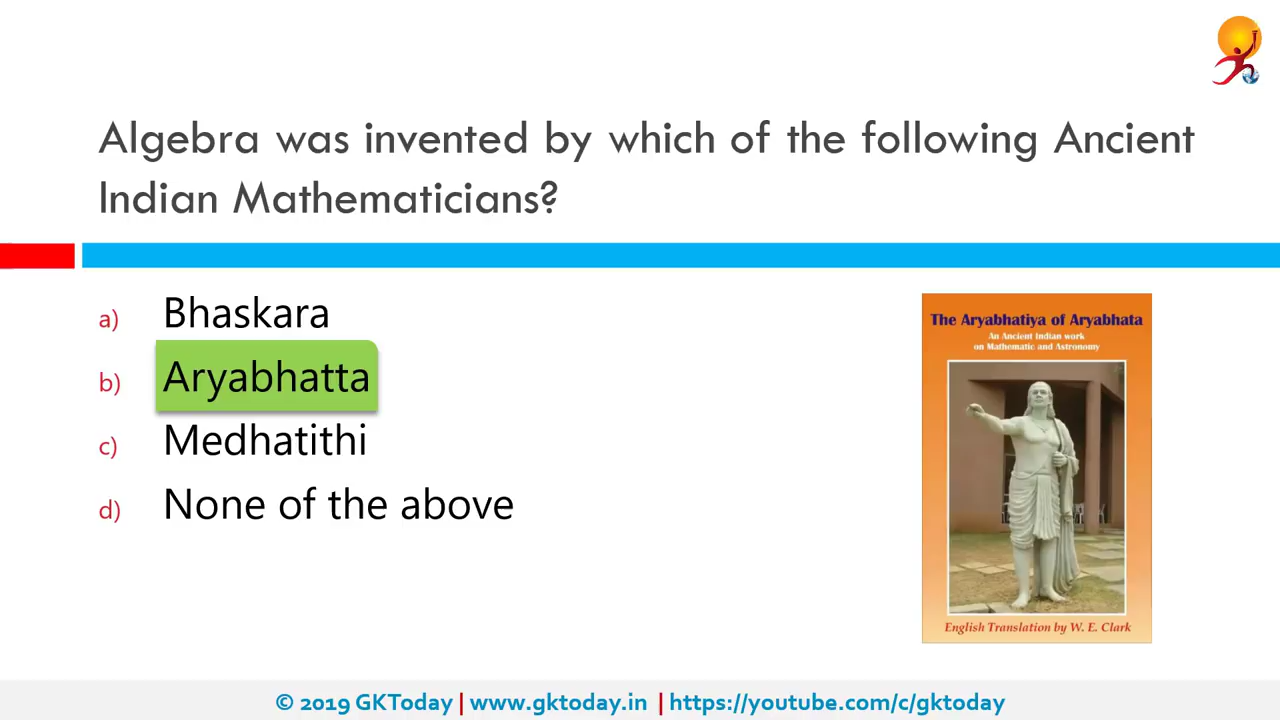 Algebra was invented by which of the following Ancient
Indian Mathematicians?
a) Bhaskara
b) Aryabhatta
c) Medhatithi
d) None of the above
The Aryabhatiya of Aryabhata
An Ancient Indian work
on Mathematic and Astronomy
English Translation by W. E. Clark
© 2019 GKToday | www.gktoday.in | https://youtube.com/c/gktoday